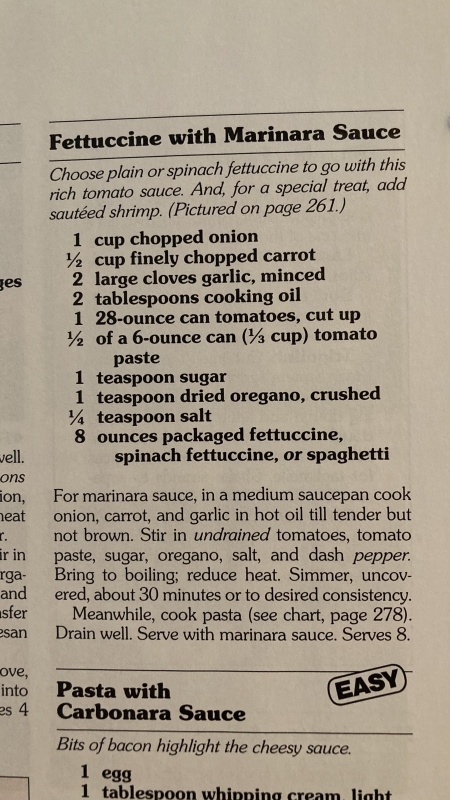 ges
well.
ons
ion,
heat
r.
ir in
rga-
and
nsfer
esan
ove,
into
es 4
Fettuccine with Marinara Sauce
Choose plain or spinach fettuccine to go with this
rich tomato sauce. And, for a special treat, add
sautéed shrimp. (Pictured on page 261.)
1 cup chopped onion
½ cup finely chopped carrot
2 large cloves garlic, minced
2 tablespoons cooking oil
1 28-ounce can tomatoes, cut up
½ of a 6-ounce can (⅓ cup) tomato
paste
1 teaspoon sugar
1 teaspoon dried oregano, crushed
¼ teaspoon salt
8 ounces packaged fettuccine,
spinach fettuccine, or spaghetti
For marinara sauce, in a medium saucepan cook
onion, carrot, and garlic in hot oil till tender but
not brown. Stir in undrained tomatoes, tomato
paste, sugar, oregano, salt, and dash pepper.
Bring to boiling; reduce heat. Simmer, uncov-
ered, about 30 minutes or to desired consistency.
Meanwhile, cook pasta (see chart, page 278).
Drain well. Serve with marinara sauce. Serves 8.
Pasta with
Carbonara Sauce
EASY
Bits of bacon highlight the cheesy sauce.
1 egg
1 tablespoon whipping cream, light